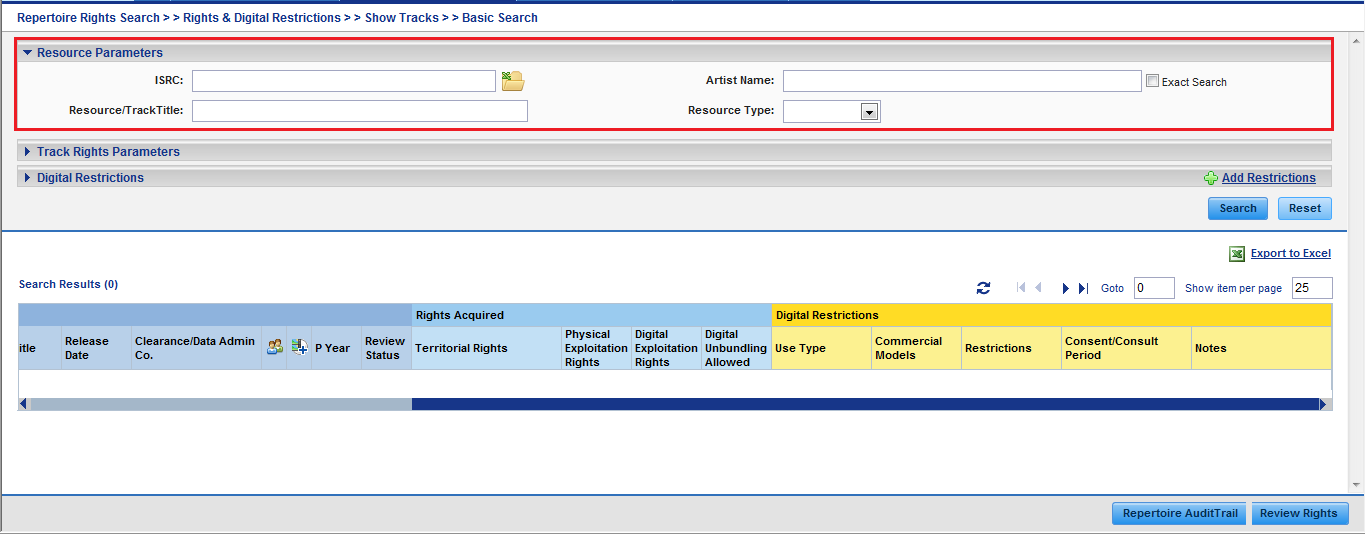 Repertoire Rights Search > > Rights & Digital Restrictions > > Show Tracks > > Basic Search
Resource Parameters
ISRC: Artist Name: Exact Search
Resource/TrackTitle: Resource Type:
Track Rights Parameters
Digital Restrictions Add Restrictions
Search Reset
Export to Excel
Search Results (0) Goto 0 Show item per page 25
Rights Acquired Digital Restrictions
itle Release Date Clearance/Data Admin Co. P Year Review Status Territorial Rights Physical Exploitation Rights Digital Exploitation Rights Digital Unbundling Allowed Use Type Commercial Models Restrictions Consent/Consult Period Notes
Repertoire AuditTrail Review Rights